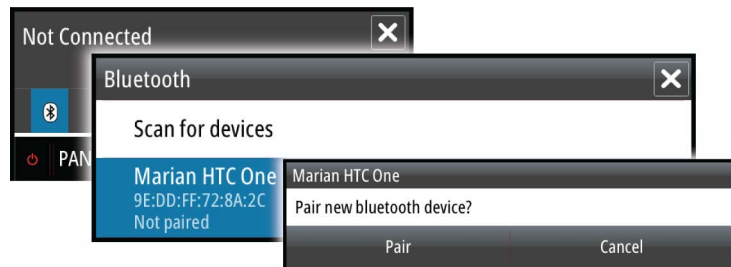 Not Connected
Bluetooth
Scan for devices
PAN
Marian HTC One
9E:DD:FF:72:8A:2C
Not paired
Marian HTC One
Pair new bluetooth device?
Pair Cancel